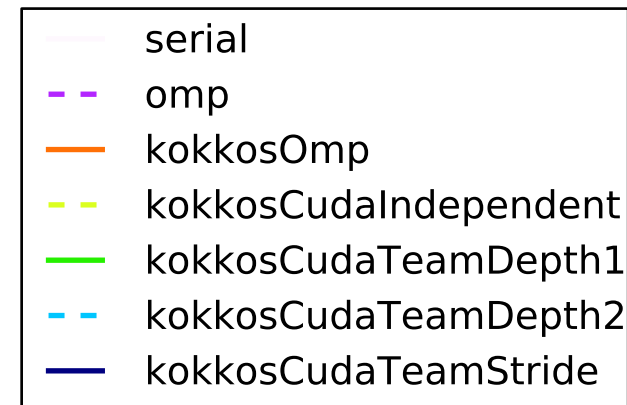 serial
omp
kokkosOmp
kokkosCudaIndependent
kokkosCudaTeamDepth1
kokkosCudaTeamDepth2
kokkosCudaTeamStride